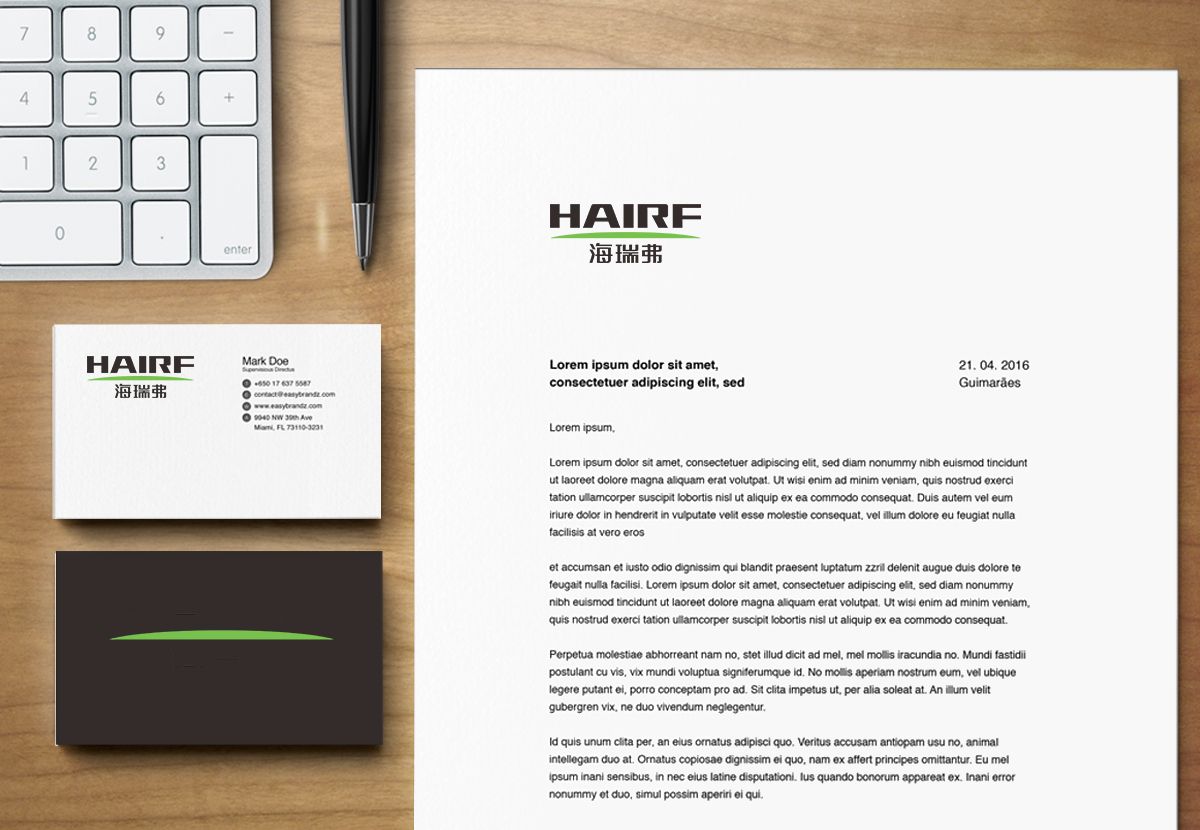 7 8 9 −
4 5 6 +
1 2 3
0 . enter
HAIRF
海瑞弗
Mark Doe
Supervisious Directus
+650 17 637 5587
contact@easybrandz.com
www.easybrandz.com
9940 NW 39th Ave
Miami, FL 73110-3231
HAIRF
海瑞弗
Lorem ipsum dolor sit amet,
consectetuer adipiscing elit, sed
21. 04. 2016
Guimarães
Lorem ipsum,
Lorem ipsum dolor sit amet, consectetuer adipiscing elit, sed diam nonummy nibh euismod tincidunt
ut laoreet dolore magna aliquam erat volutpat. Ut wisi enim ad minim veniam, quis nostrud exerci
tation ullamcorper suscipit lobortis nisl ut aliquip ex ea commodo consequat. Duis autem vel eum
iriure dolor in hendrerit in vulputate velit esse molestie consequat, vel illum dolore eu feugiat nulla
facilisis at vero eros
et accumsan et iusto odio dignissim qui blandit praesent luptatum zzril delenit augue duis dolore te
feugait nulla facilisi. Lorem ipsum dolor sit amet, consectetuer adipiscing elit, sed diam nonummy
nibh euismod tincidunt ut laoreet dolore magna aliquam erat volutpat. Ut wisi enim ad minim veniam,
quis nostrud exerci tation ullamcorper suscipit lobortis nisl ut aliquip ex ea commodo consequat.
Perpetua molestiae abhorreant nam no, stet illud dicit ad mel, mel mollis iracundia no. Mundi fastidii
postulant cu vis, vix mundi voluptua signiferumque id. No mollis aperiam nostrum eum, vel ubique
legere putant ei, porro conceptam pro ad. Sit clita impetus ut, per alia soleat at. An illum velit
gubergren vix, ne duo vivendum neglegentur.
Id quis unum clita per, an eius ornatus adipisci quo. Veritus accusam antiopam usu no, animal
intellegam duo at. Ornatus copiosae dignissim ei quo, nam ex affert principes omittantur. Eu mel
ipsum inani sensibus, in nec eius latine disputationi. Ius quando bonorum appareat ex. Inani error
nonummy et duo, simul possim aperiri ei qui.